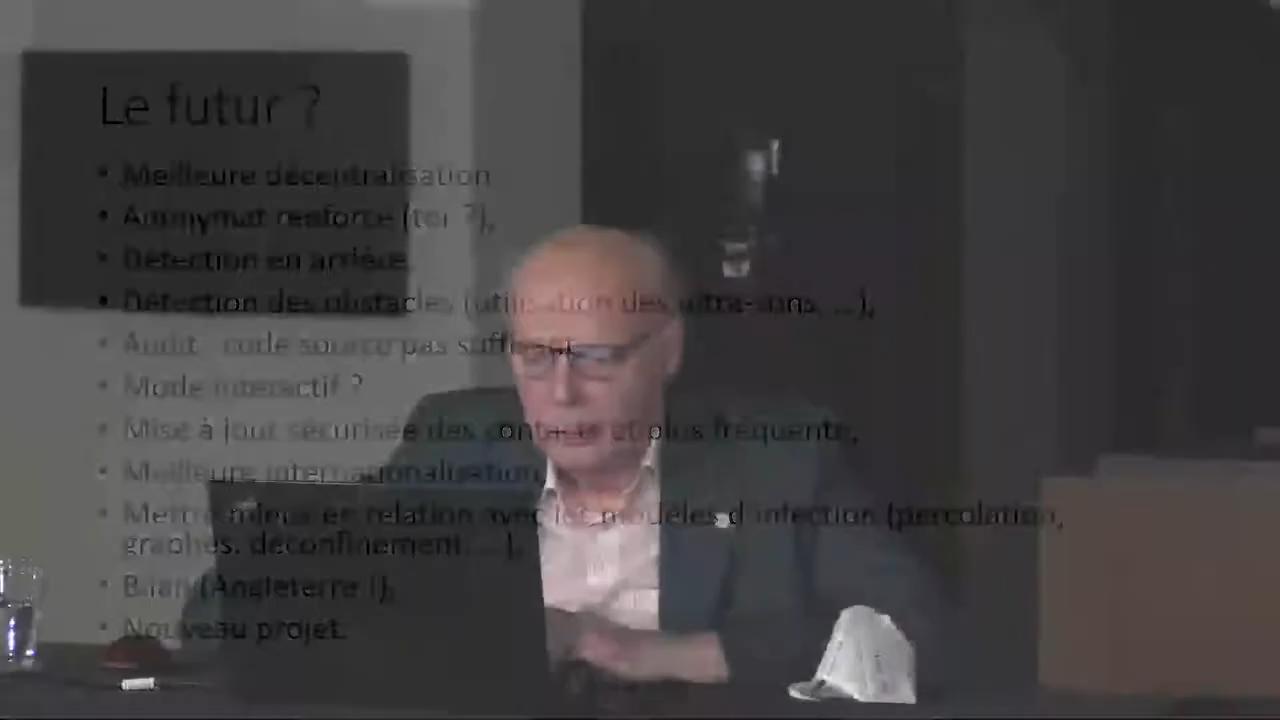 Le futur ?
• Meilleure décentralisation
• Anonymat renforcé (tor ?),
• Détection en arrière,
• Détection des obstacles (utilisation des ultra-sons, ...),
• Audit : code source pas suffisant,
• Mode interactif ?
• Mise à jour sécurisée des contacts et plus fréquente,
• Meilleure internationalisation,
• Mettre mieux en relation avec les modèles d'infection (percolation,
graphes, déconfinement, ...),
• Bilan (Angleterre !),
• Nouveau projet.